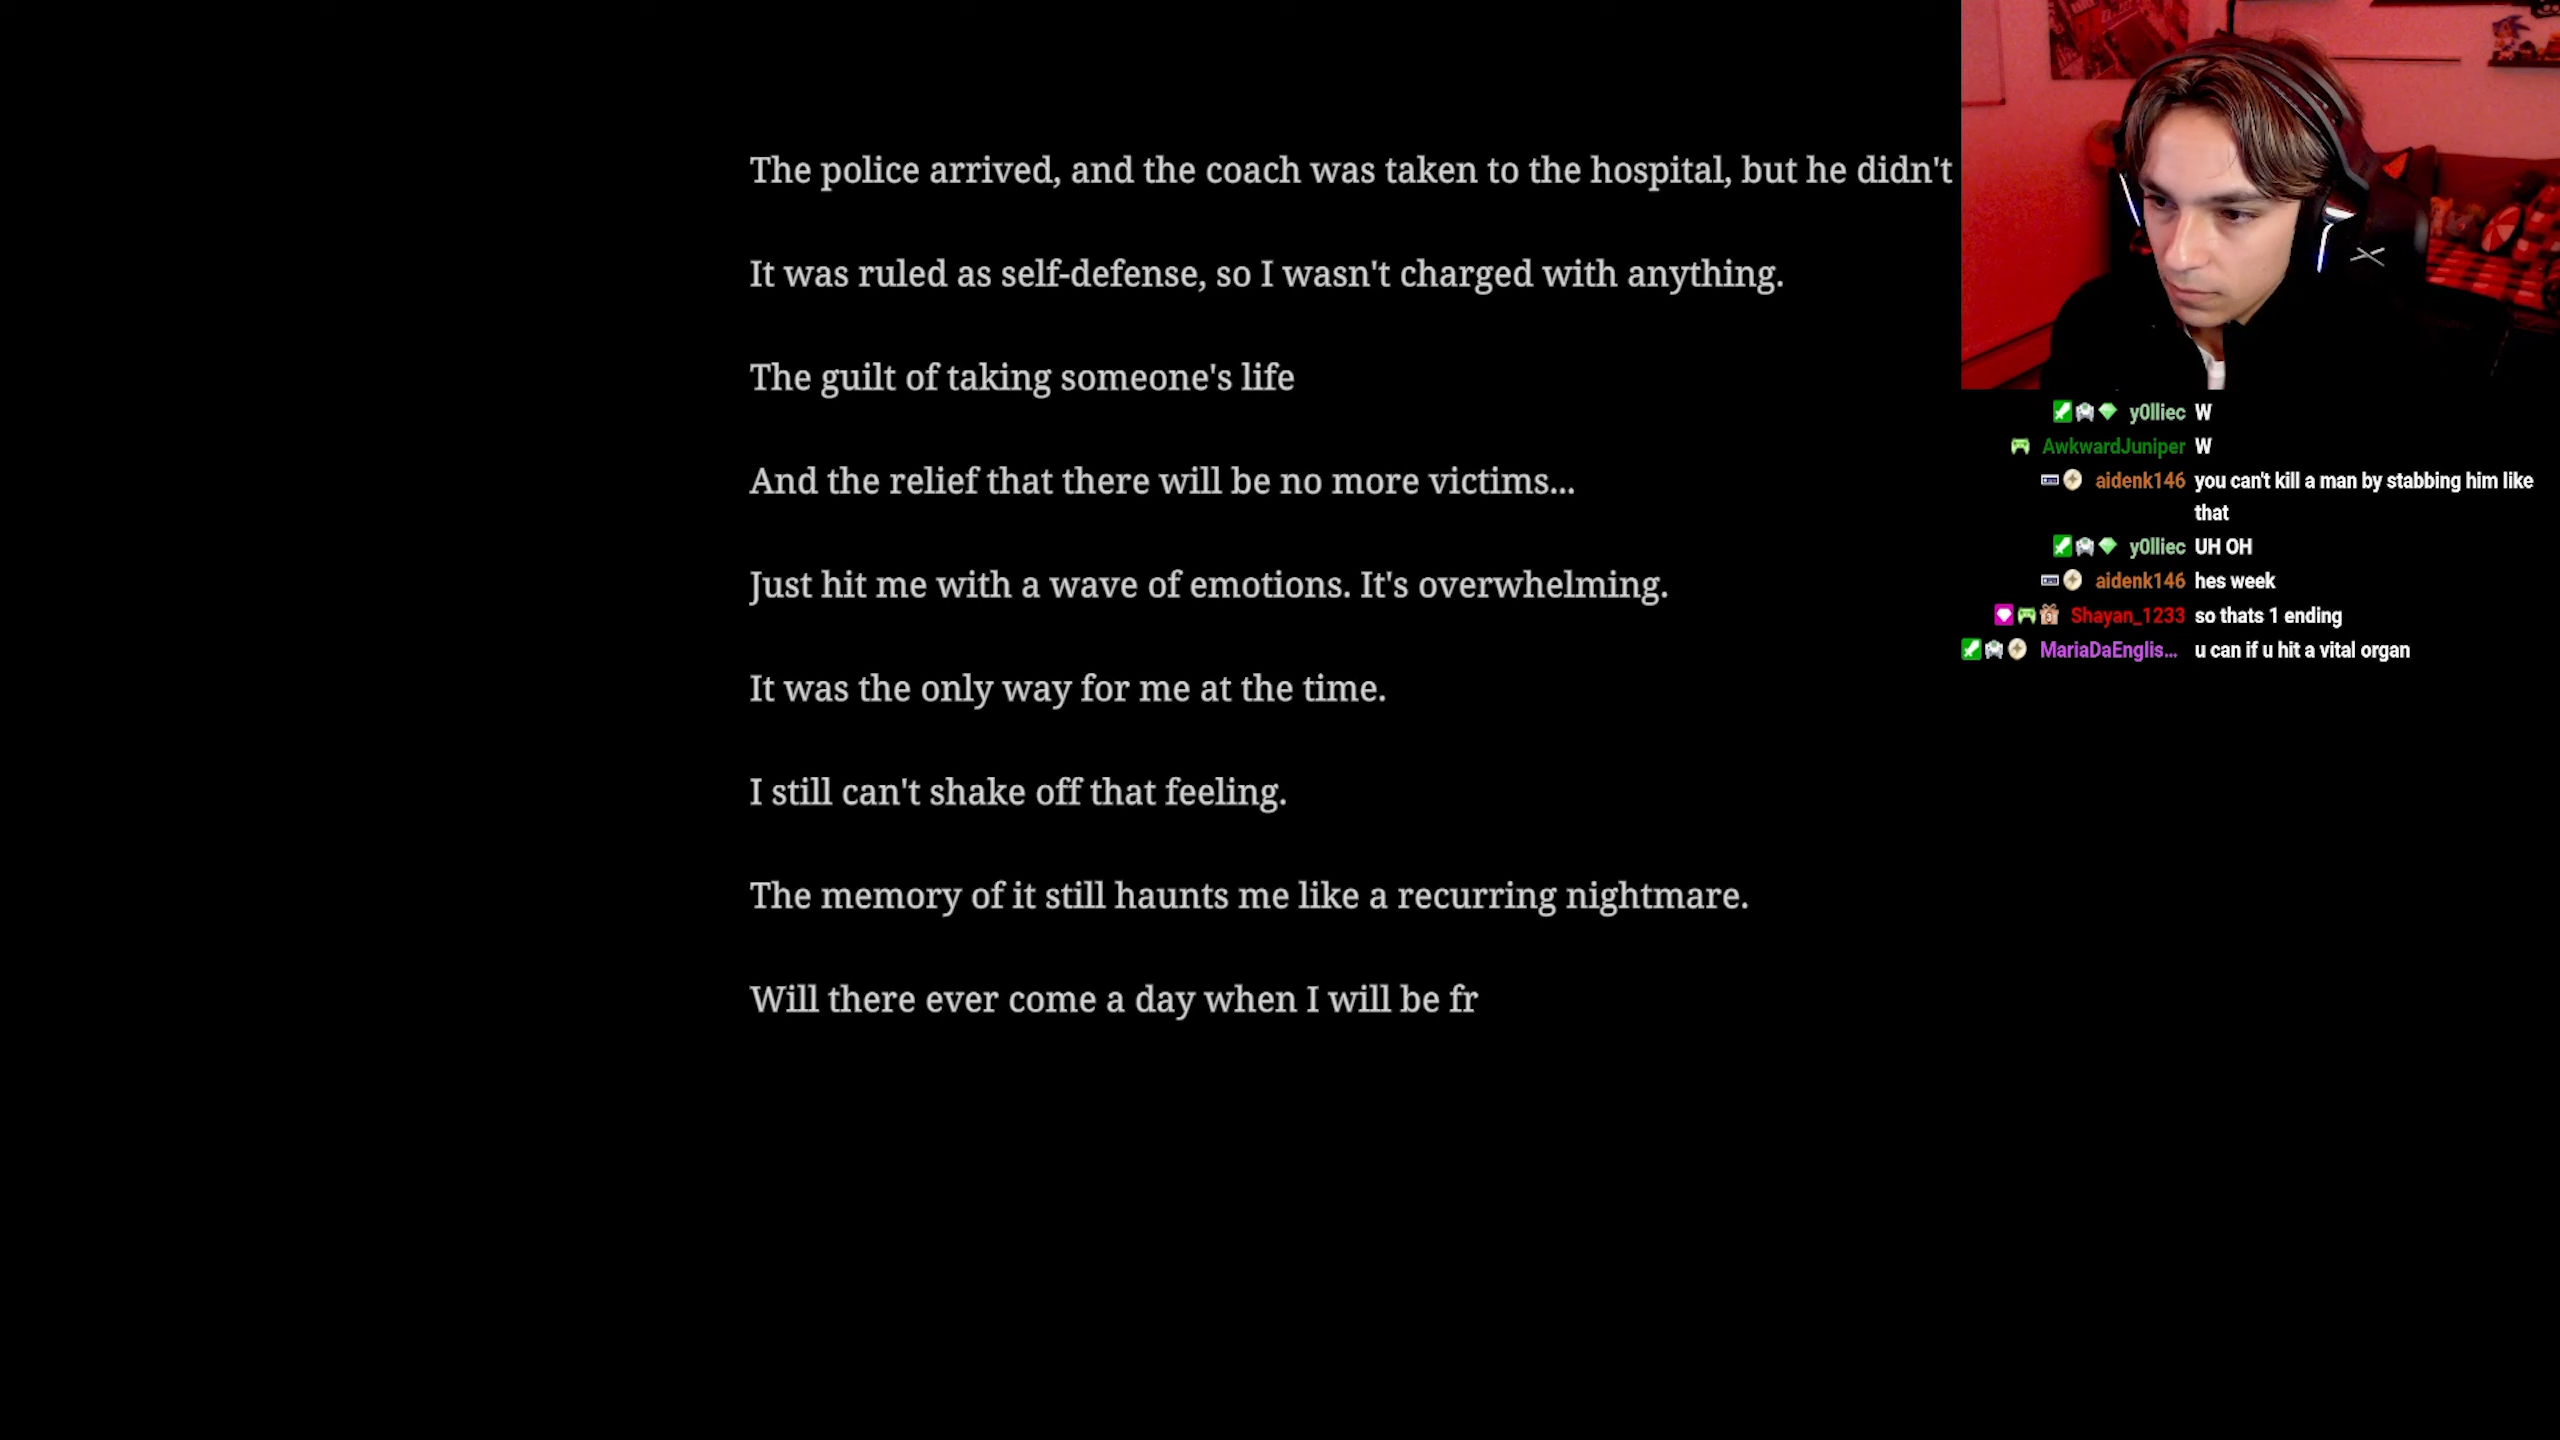 The police arrived, and the coach was taken to the hospital, but he didn't
It was ruled as self-defense, so I wasn't charged with anything.
The guilt of taking someone's life
And the relief that there will be no more victims...
Just hit me with a wave of emotions. It's overwhelming.
It was the only way for me at the time.
I still can't shake off that feeling.
The memory of it still haunts me like a recurring nightmare.
Will there ever come a day when I will be fr
y0lliec W
AwkwardJuniper W
aidenk146 you can't kill a man by stabbing him like
that
y0lliec UH OH
aidenk146 hes week
Shayan_1233 so thats 1 ending
MariaDaEnglis... u can if u hit a vital organ